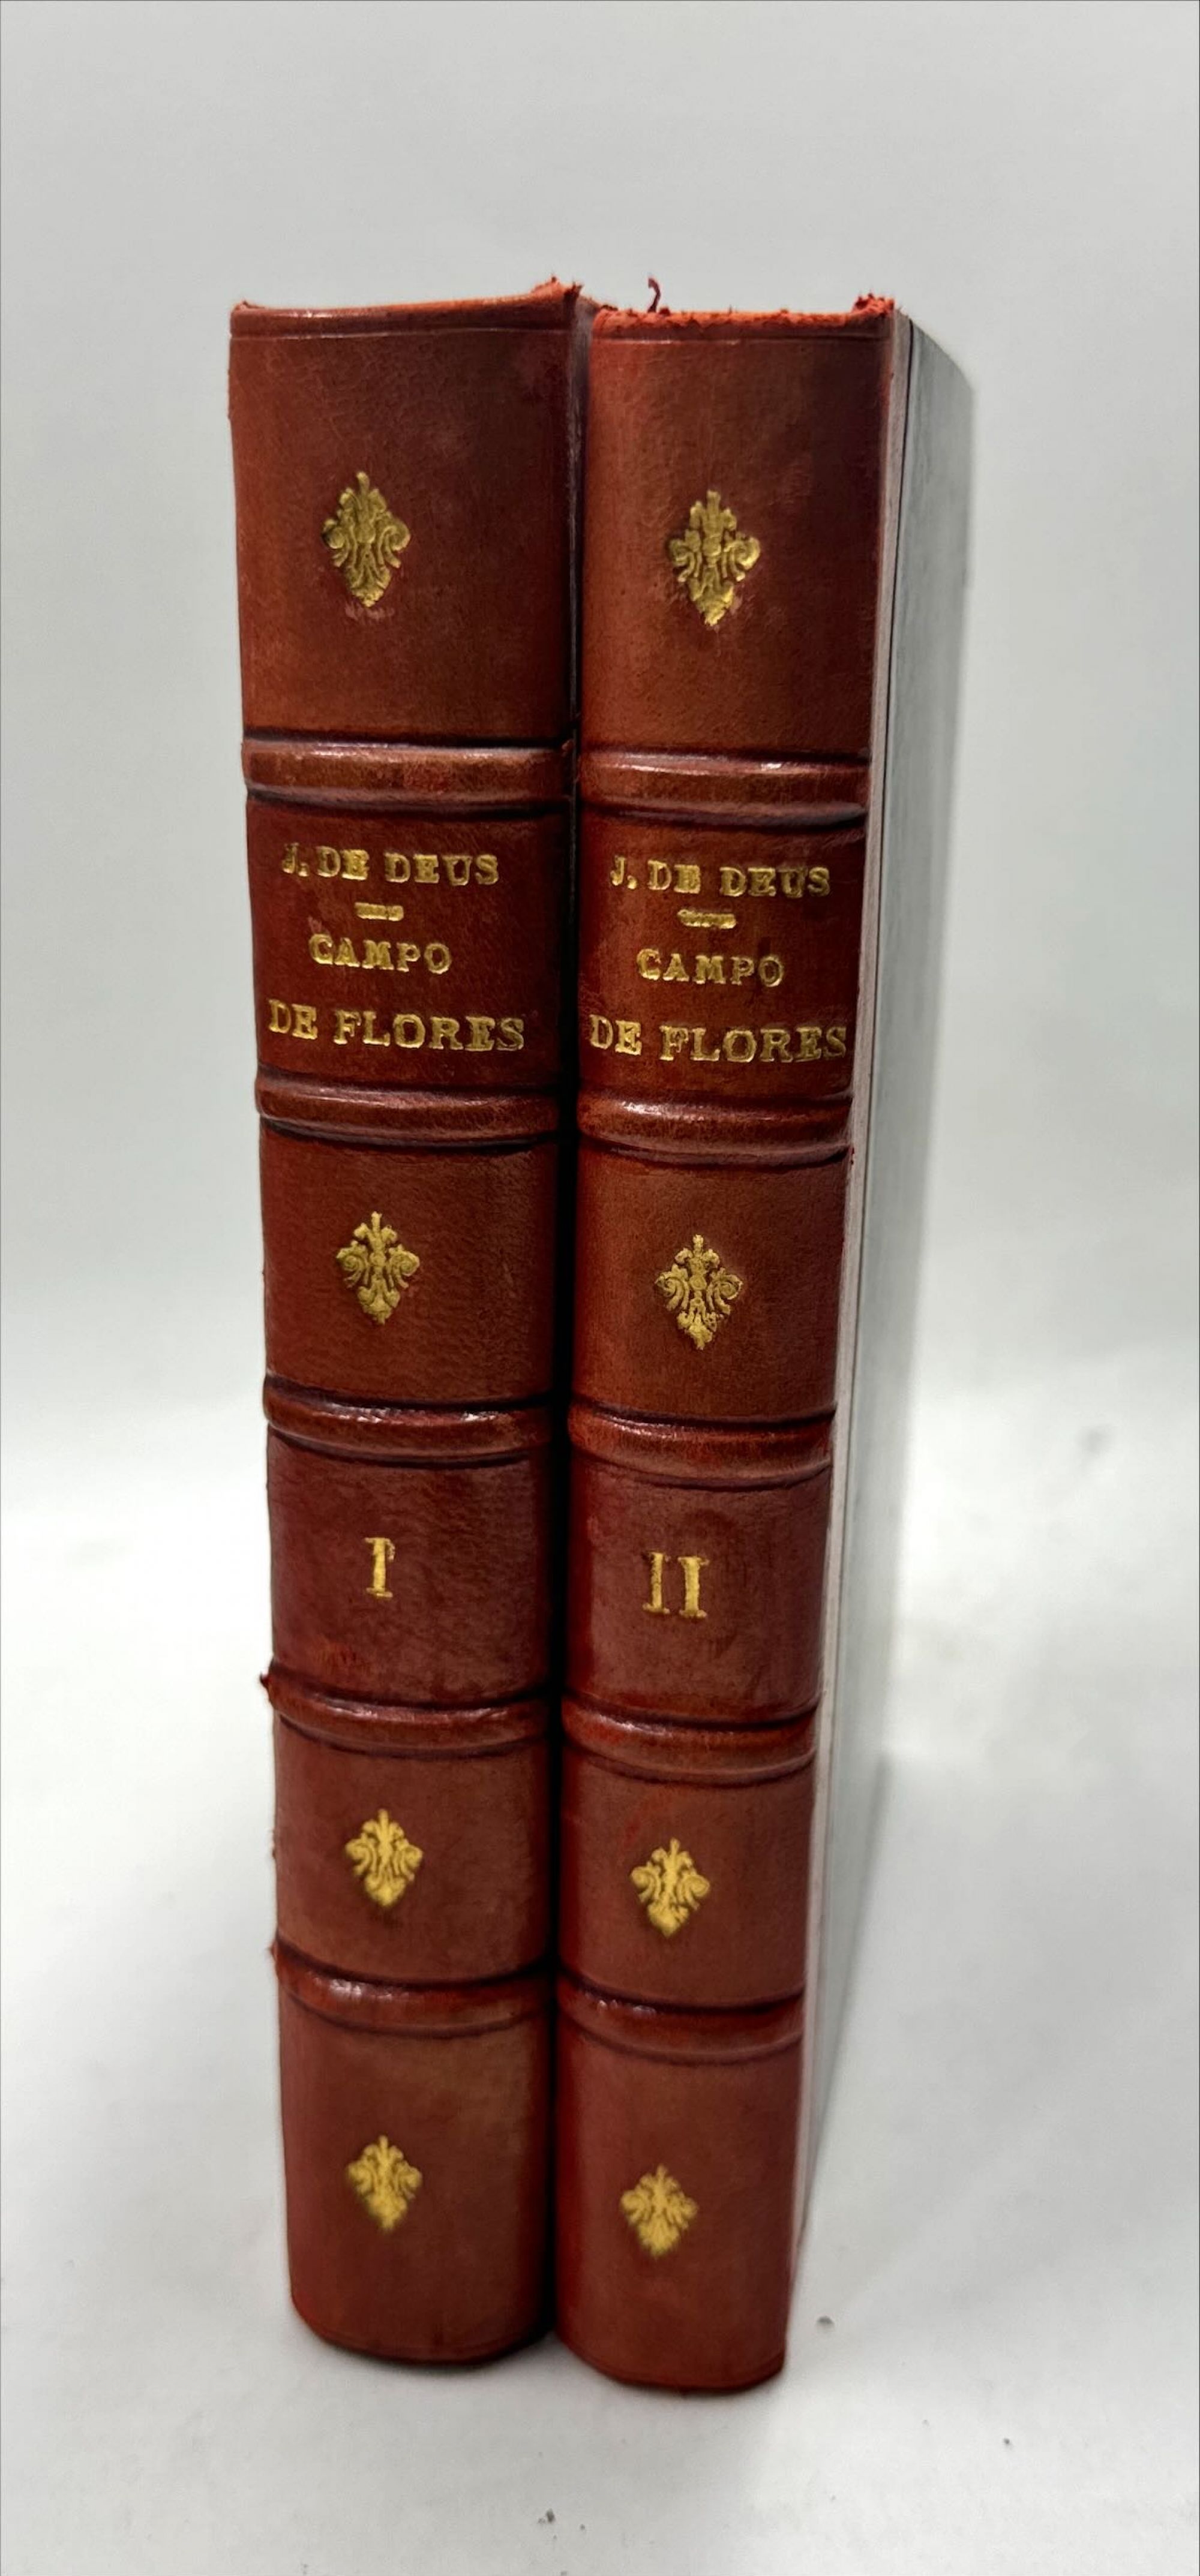 J. DE DEUS
CAMPO
DE FLORES
I
J. DE DEUS
CAMPO
DE FLORES
II